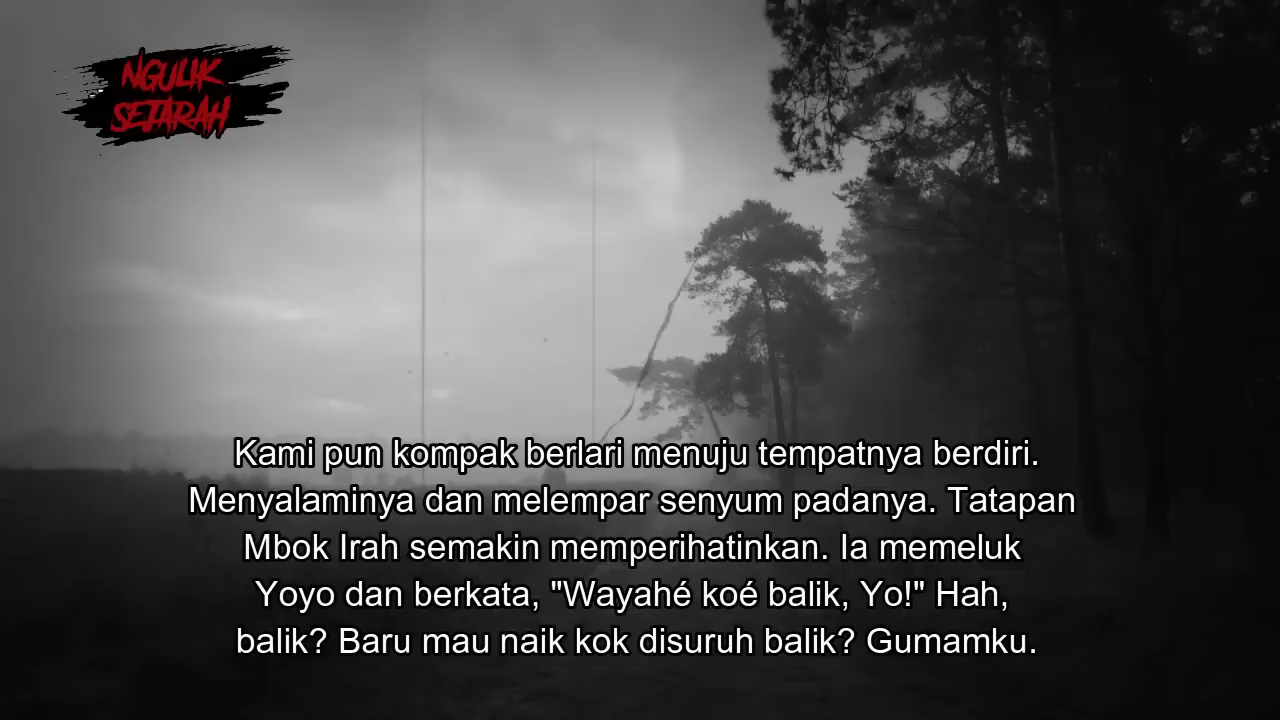 NGULIK
SEJARAH
Kami pun kompak berlari menuju tempatnya berdiri.
Menyalaminya dan melempar senyum padanya. Tatapan
Mbok Irah semakin memperihatinkan. Ia memeluk
Yoyo dan berkata, "Wayahé koé balik, Yo!" Hah,
balik? Baru mau naik kok disuruh balik? Gumamku.